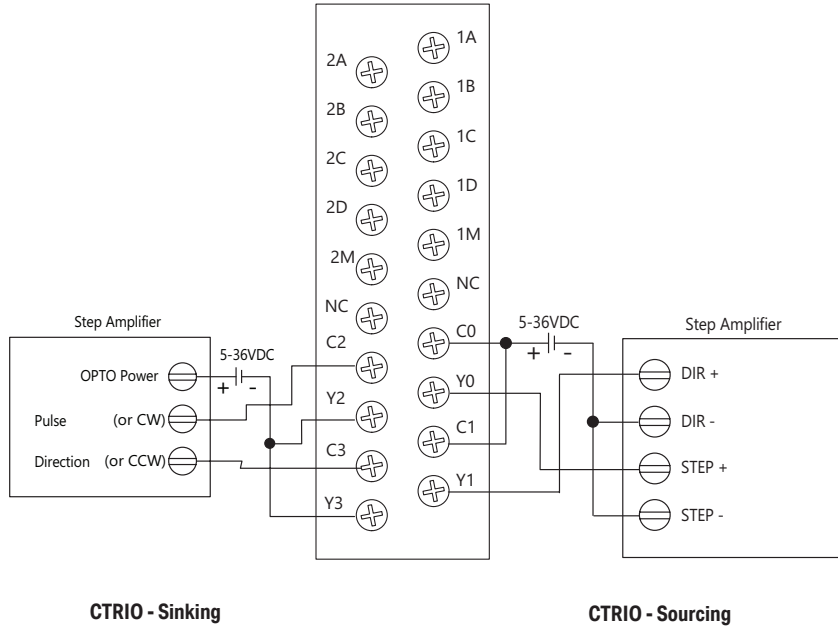 1A
2A
1B
2B
1C
2C
1D
2D
1M
2M
NC
NC
Step Amplifier
C2
C0
5-36VDC
+ -
Step Amplifier
5-36VDC
+ -
OPTO Power
Y2
Y0
DIR +
Pulse (or CW)
DIR -
C3
C1
Direction (or CCW)
STEP +
Y3
Y1
STEP -
CTRIO - Sinking
CTRIO - Sourcing